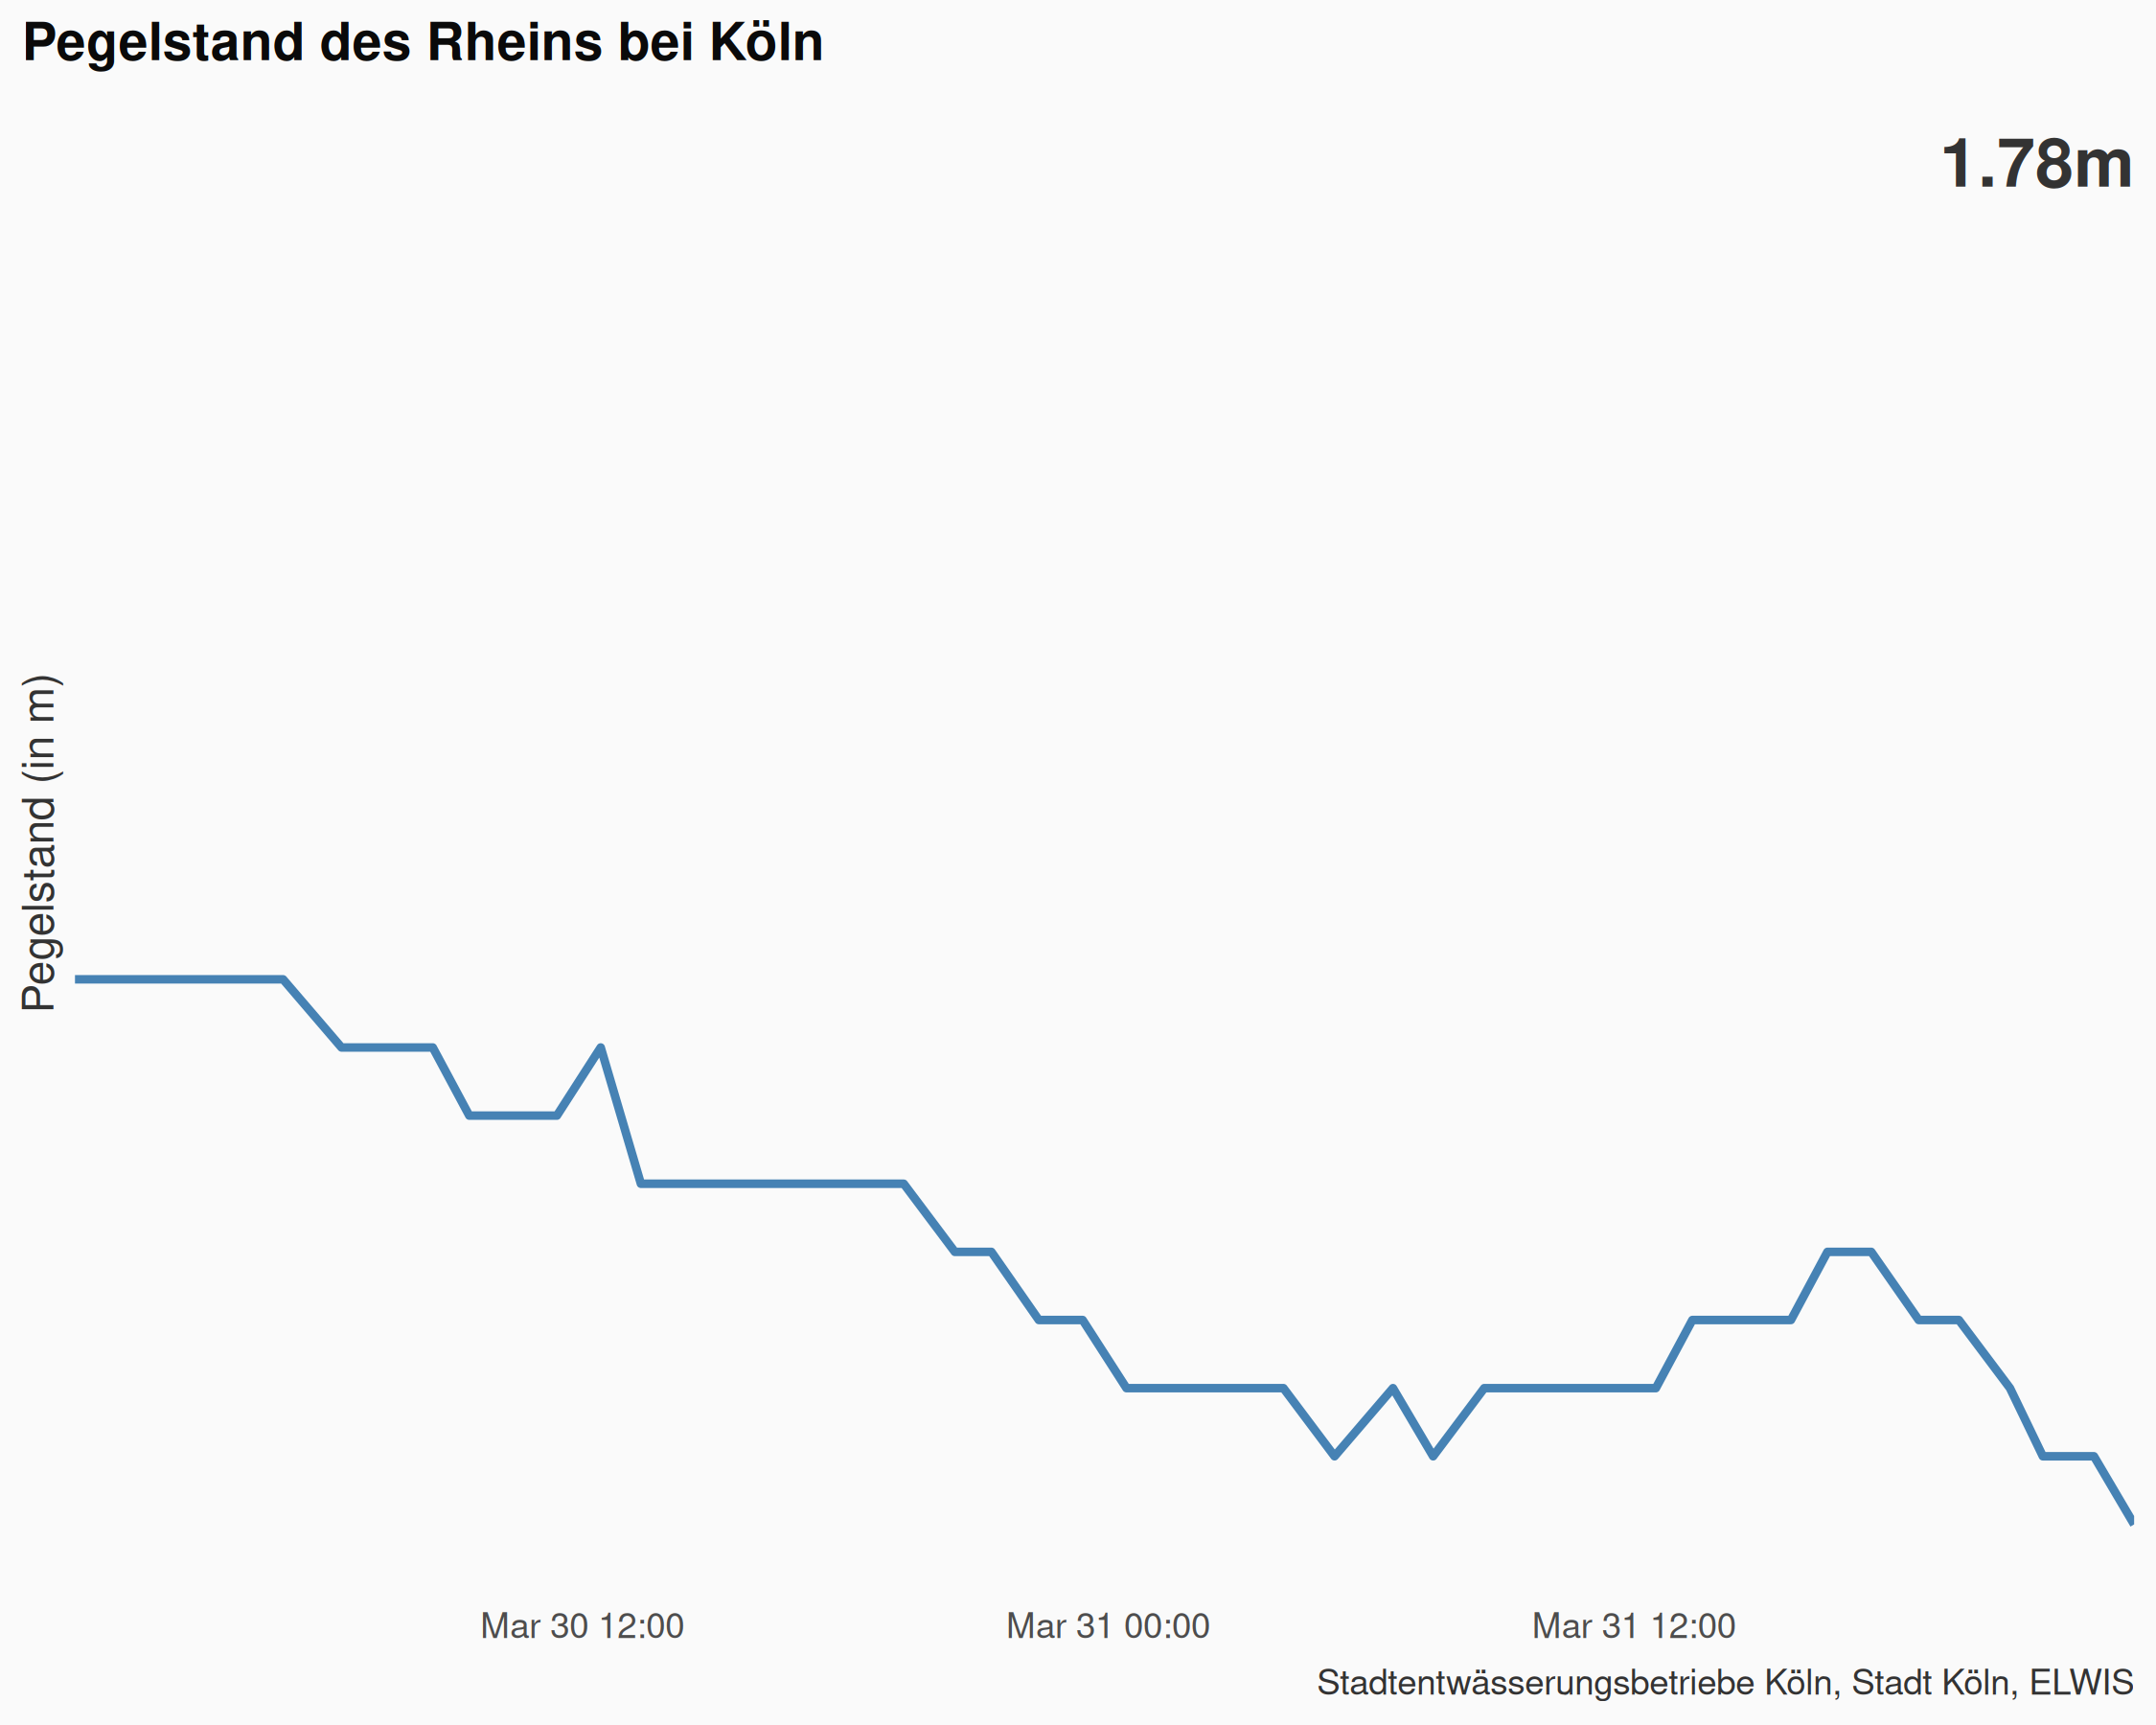 Pegelstand des Rheins bei Köln
1.78m
Pegelstand (in m)
Mar 30 12:00
Mar 31 00:00
Mar 31 12:00
Stadtentwässerungsbetriebe Köln, Stadt Köln, ELWIS